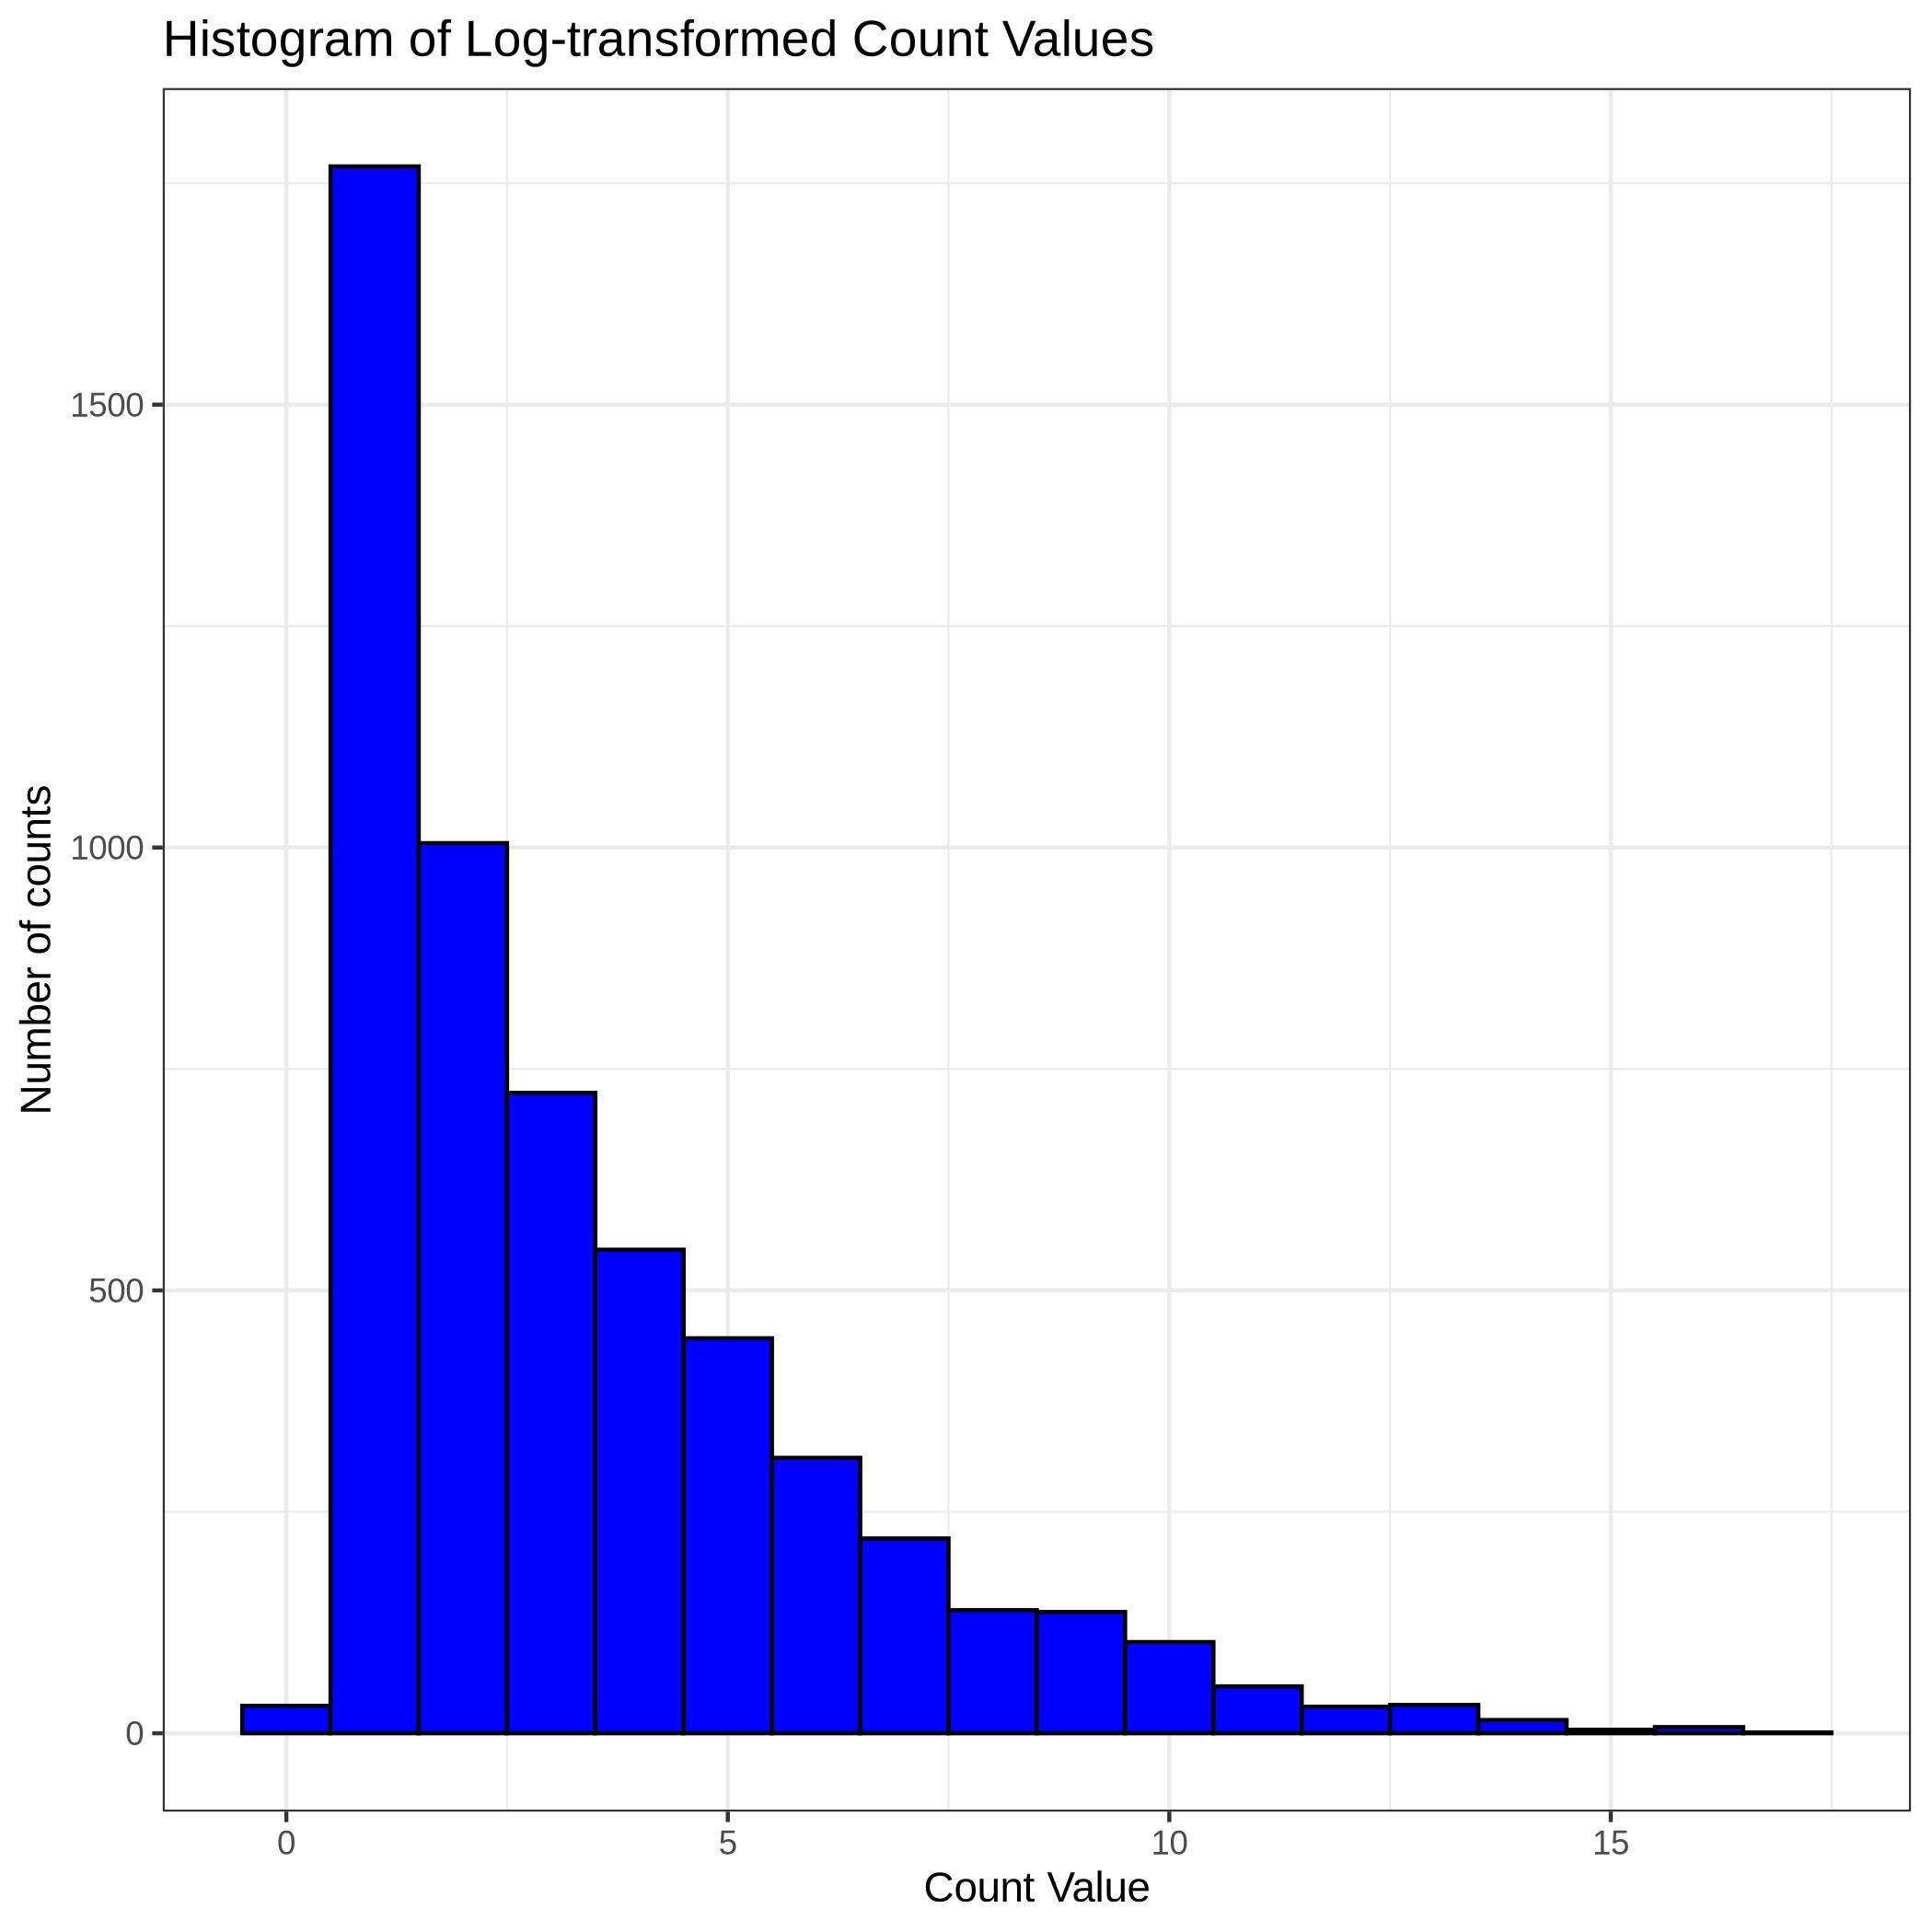 Histogram of Log-transformed Count Values
Number of counts
1500
1000
500
0
0 5 10 15
Count Value